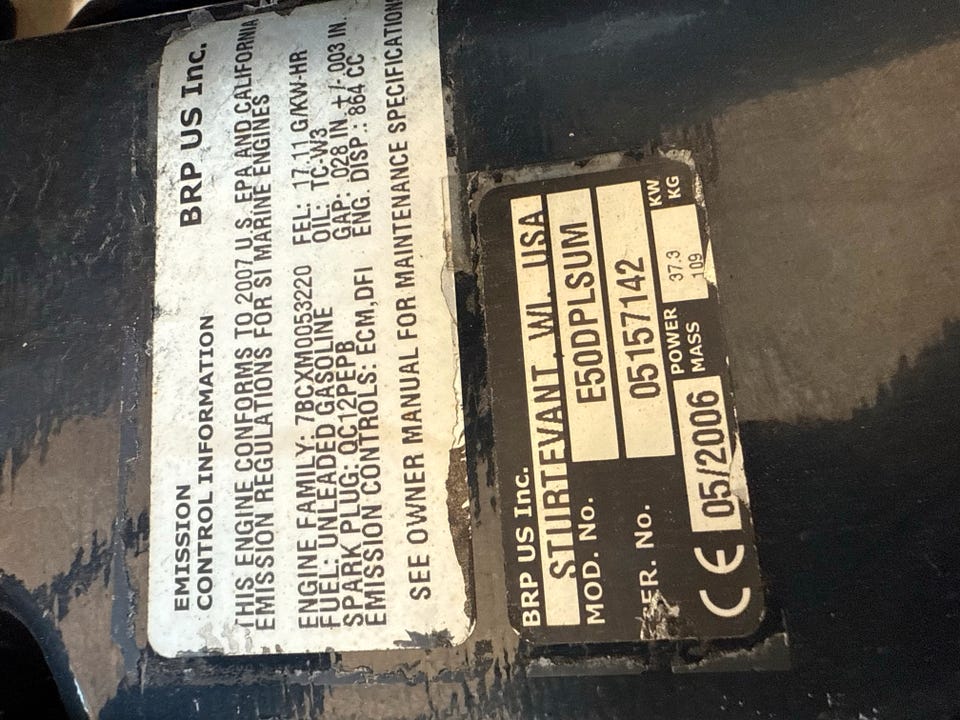 EMISSION
CONTROL INFORMATION BRP US Inc.
THIS ENGINE CONFORMS TO 2007 U.S. EPA AND CALIFORNIA
EMISSION REGULATIONS FOR SI MARINE ENGINES
ENGINE FAMILY: 7BCXM0053220 FEL: 17.11 G/KW-HR
FUEL: UNLEADED GASOLINE OIL: TC-W3
SPARK PLUG: QC12PEPB GAP: .028 IN. +/-.003 IN.
EMISSION CONTROLS: ECM,DFI ENG. DISP.: 864 CC
SEE OWNER MANUAL FOR MAINTENANCE SPECIFICATIONS
BRP US Inc.
STURTEVANT, WI. USA
MOD. No. E50DPLSUM
SER. No. 05157142
CE 05/2006 POWER 37.3 KW
MASS 109 KG